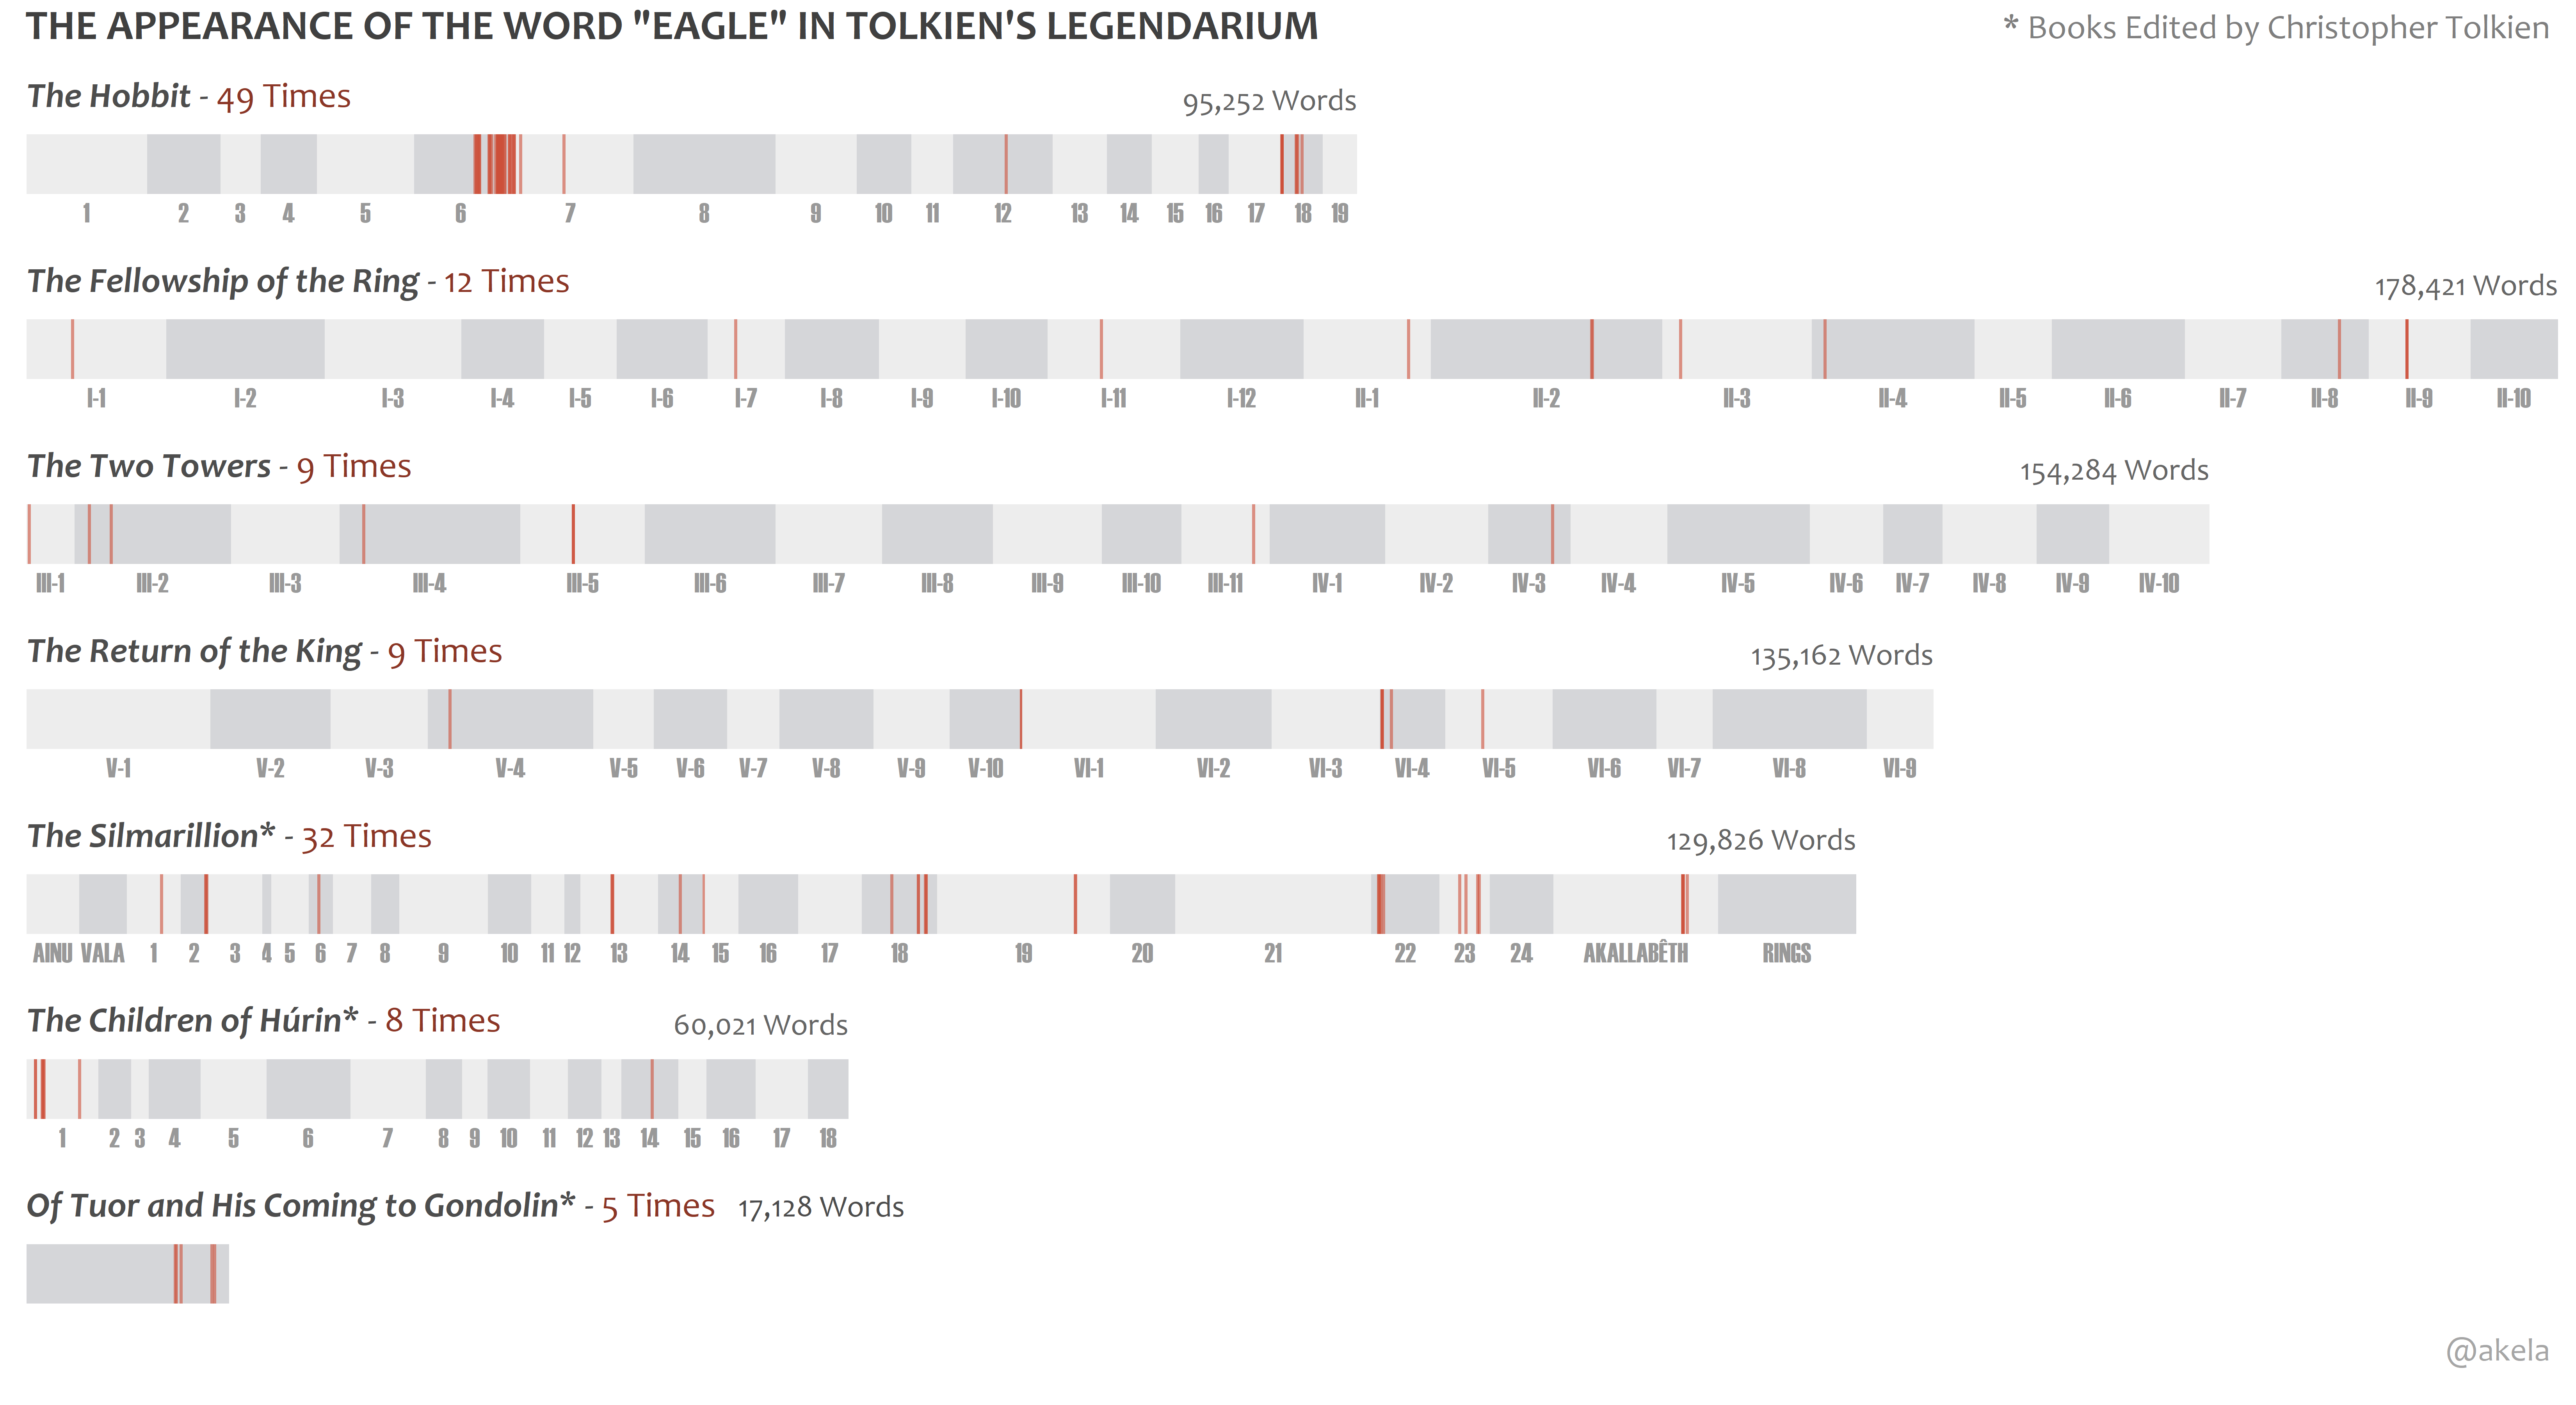 THE APPEARANCE OF THE WORD "EAGLE" IN TOLKIEN'S LEGENDARIUM
* Books Edited by Christopher Tolkien
The Hobbit - 49 Times
95,252 Words
1 2 3 4 5 6 7 8 9 10 11 12 13 14 15 16 17 18 19
The Fellowship of the Ring - 12 Times
178,421 Words
I-1 I-2 I-3 I-4 I-5 I-6 I-7 I-8 I-9 I-10 I-11 I-12 II-1 II-2 II-3 II-4 II-5 II-6 II-7 II-8 II-9 II-10
The Two Towers - 9 Times
154,284 Words
III-1 III-2 III-3 III-4 III-5 III-6 III-7 III-8 III-9 III-10 III-11 IV-1 IV-2 IV-3 IV-4 IV-5 IV-6 IV-7 IV-8 IV-9 IV-10
The Return of the King - 9 Times
135,162 Words
V-1 V-2 V-3 V-4 V-5 V-6 V-7 V-8 V-9 V-10 VI-1 VI-2 VI-3 VI-4 VI-5 VI-6 VI-7 VI-8 VI-9
The Silmarillion* - 32 Times
129,826 Words
AINU VALA 1 2 3 4 5 6 7 8 9 10 11 12 13 14 15 16 17 18 19 20 21 22 23 24 AKALLABÊTH RINGS
The Children of Húrin* - 8 Times
60,021 Words
1 2 3 4 5 6 7 8 9 10 11 12 13 14 15 16 17 18
Of Tuor and His Coming to Gondolin* - 5 Times 17,128 Words
@akela